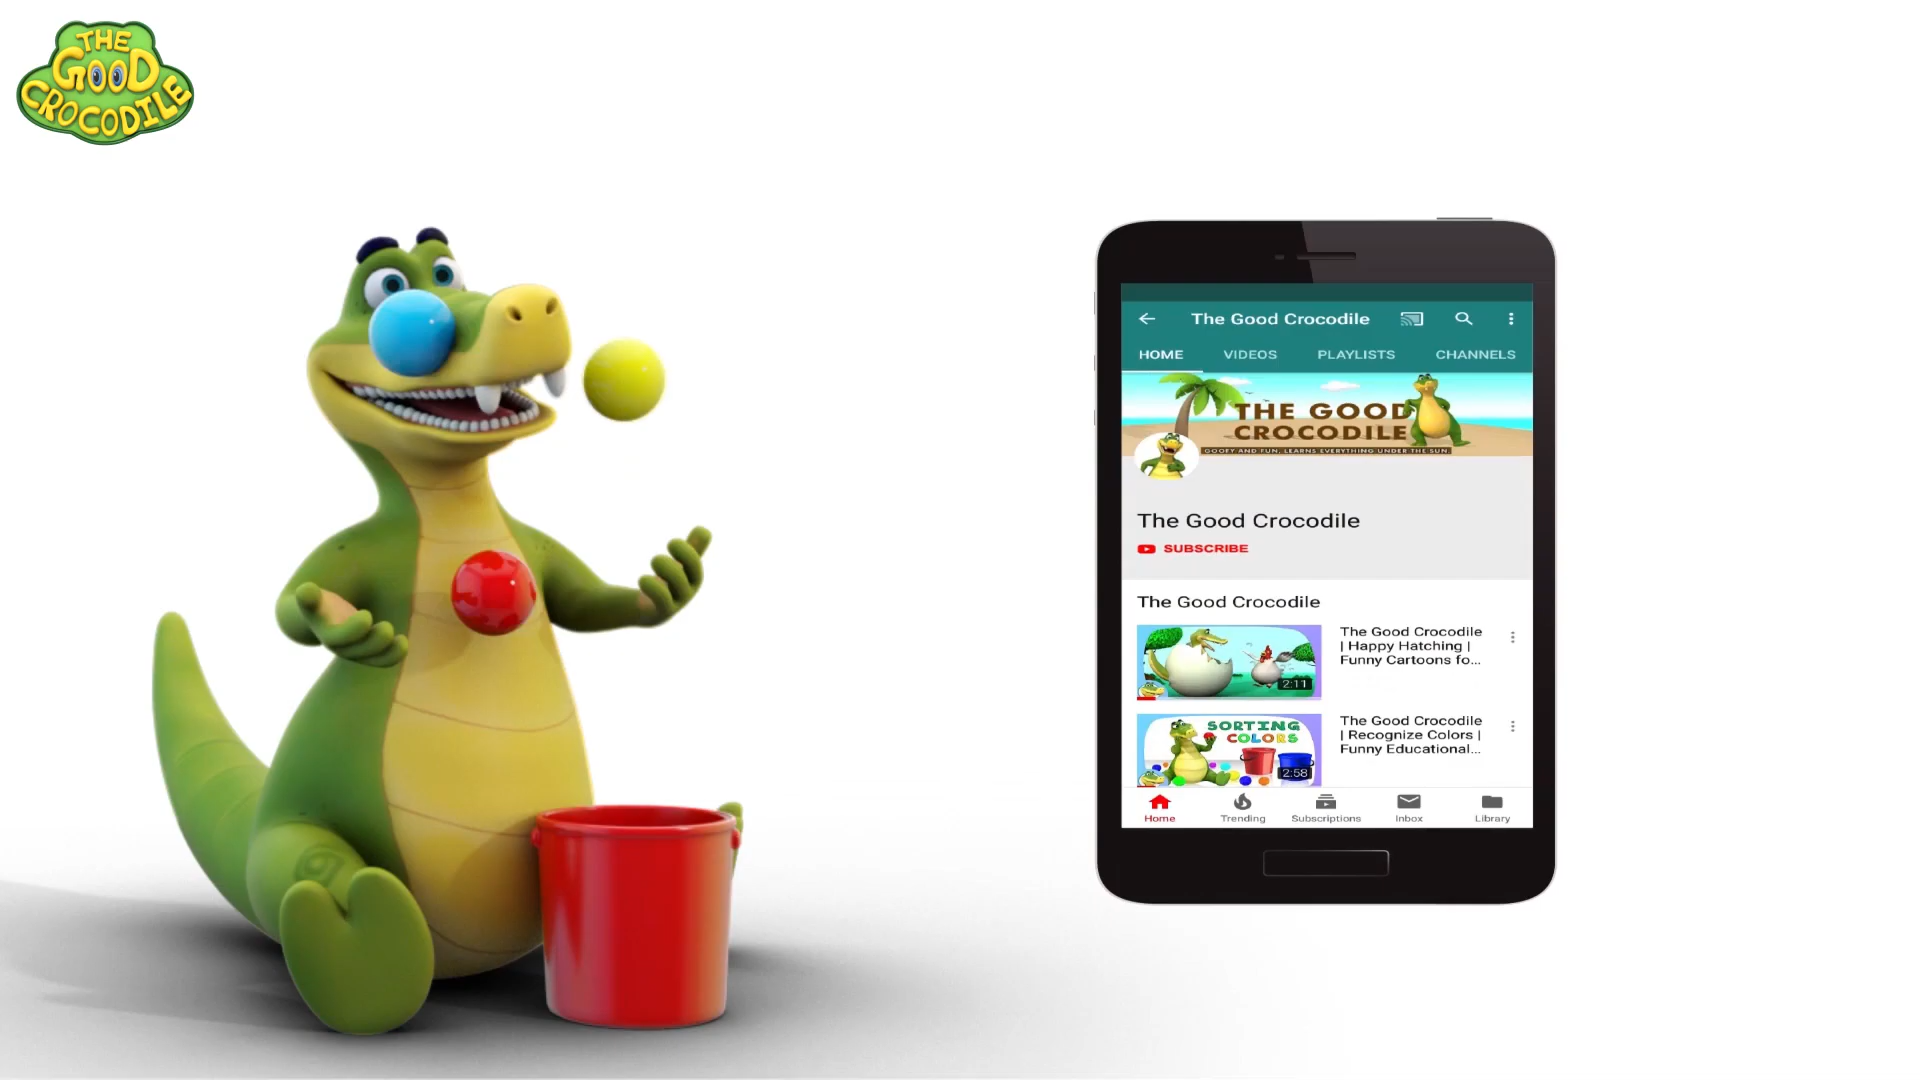 THE
GOOD
CROCODILE
The Good Crocodile
HOME VIDEOS PLAYLISTS CHANNELS
THE GOOD
CROCODILE
GOOFY AND FUN, LEARNS EVERYTHING UNDER THE SUN.
The Good Crocodile
SUBSCRIBE
The Good Crocodile
The Good Crocodile
| Happy Hatching |
Funny Cartoons fo...
2:11
SORTING
COLORS
The Good Crocodile
| Recognize Colors |
Funny Educational...
2:58
Home Trending Subscriptions Inbox Library